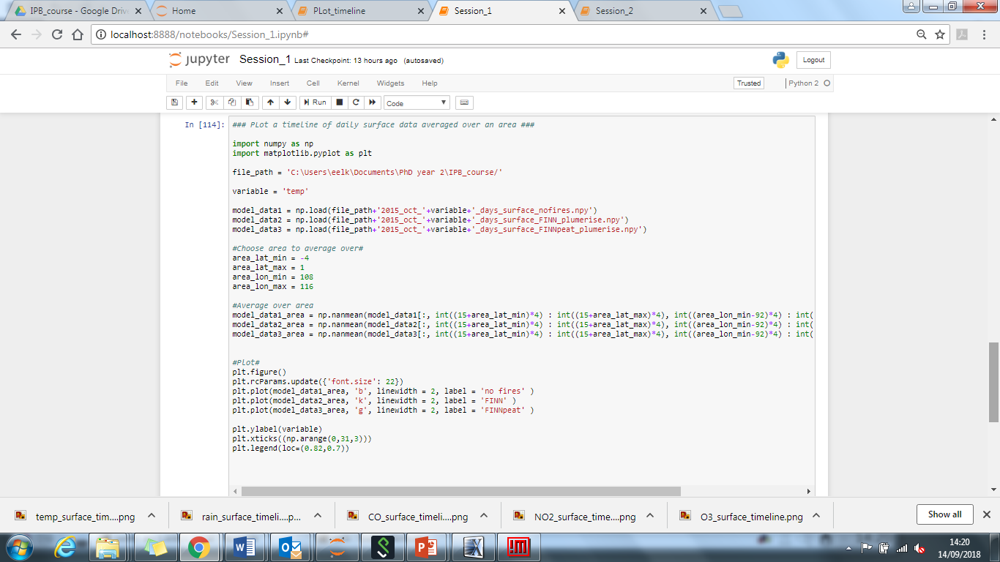 IPB_course - Google Driv
Home
PLot_timeline
Session_1
Session_2
localhost:8888/notebooks/Session_1.ipynb#
jupyter Session_1 Last Checkpoint: 13 hours ago (autosaved)
Logout
File Edit View Insert Cell Kernel Widgets Help
Trusted
Python 2
Run
Code
In [114]:
### PLot a timeline of daily surface data averaged over an area ###
import numpy as np
import matplotlib.pyplot as plt
file_path = 'C:\Users\eelk\Documents\PhD year 2\IPB_course/'
variable = 'temp'
model_data1 = np.load(file_path+'2015_oct_'+variable+'_days_surface_nofires.npy')
model_data2 = np.load(file_path+'2015_oct_'+variable+'_days_surface_FINN_plumerise.npy')
model_data3 = np.load(file_path+'2015_oct_'+variable+'_days_surface_FINNpeat_plumerise.npy')
#Choose area to average over#
area_lat_min = -4
area_lat_max = 1
area_lon_min = 108
area_lon_max = 116
#Average over area
model_data1_area = np.nanmean(model_data1[:, int((15+area_lat_min)*4) : int((15+area_lat_max)*4), int((area_lon_min-92)*4) : int(
model_data2_area = np.nanmean(model_data2[:, int((15+area_lat_min)*4) : int((15+area_lat_max)*4), int((area_lon_min-92)*4) : int(
model_data3_area = np.nanmean(model_data3[:, int((15+area_lat_min)*4) : int((15+area_lat_max)*4), int((area_lon_min-92)*4) : int(
#Plot#
plt.figure()
plt.rcParams.update({'font.size': 22})
plt.plot(model_data1_area, 'b', linewidth = 2, label = 'no fires' )
plt.plot(model_data2_area, 'k', linewidth = 2, label = 'FINN' )
plt.plot(model_data3_area, 'g', linewidth = 2, label = 'FINNpeat' )
plt.ylabel(variable)
plt.xticks((np.arange(0,31,3)))
plt.legend(loc=(0.82,0.7))
temp_surface_tim....png
rain_surface_timeli....p...
CO_surface_timeli....png
NO2_surface_time....png
O3_surface_timeline.png
Show all
14:20
14/09/2018